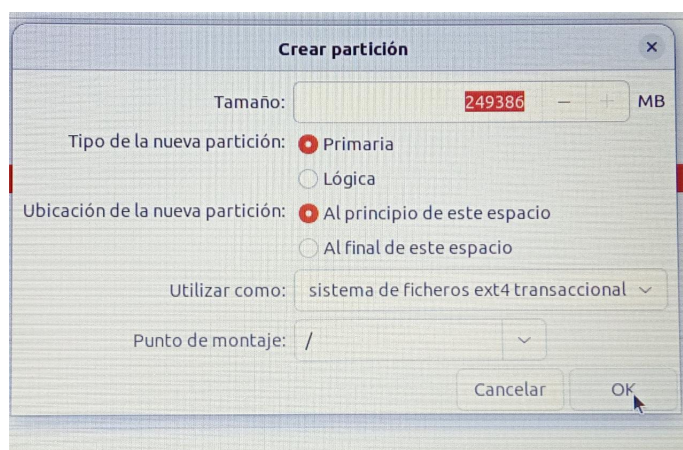 Crear partición
Tamaño: 249386 MB
Tipo de la nueva partición: Primaria
Lógica
Ubicación de la nueva partición: Al principio de este espacio
Al final de este espacio
Utilizar como: sistema de ficheros ext4 transaccional
Punto de montaje: /
Cancelar OK